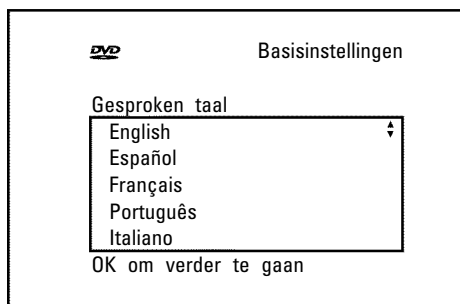 DVD Basisinstellingen
Gesproken taal
English
Español
Français
Português
Italiano
OK om verder te gaan